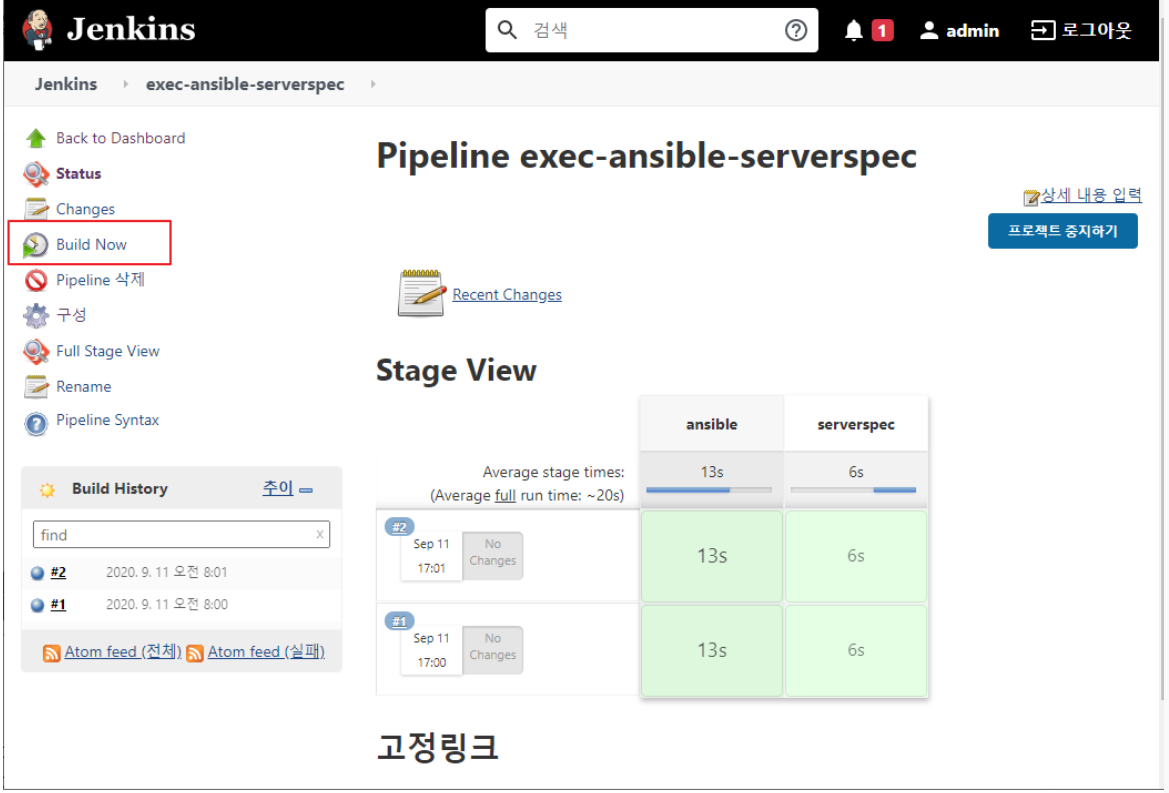 Jenkins
검색
1
admin
로그아웃
Jenkins exec-ansible-serverspec
Back to Dashboard
Status
Changes
Build Now
Pipeline 삭제
구성
Full Stage View
Rename
Pipeline Syntax
Build History 추이
find x
#2 2020. 9. 11 오전 8:01
#1 2020. 9. 11 오전 8:00
Atom feed (전체) Atom feed (실패)
Pipeline exec-ansible-serverspec
상세 내용 입력
프로젝트 중지하기
Recent Changes
Stage View
ansible serverspec
Average stage times: 13s 6s
(Average full run time: ~20s)
#2
Sep 11
17:01
No
Changes
13s 6s
#1
Sep 11
17:00
No
Changes
13s 6s
고정링크